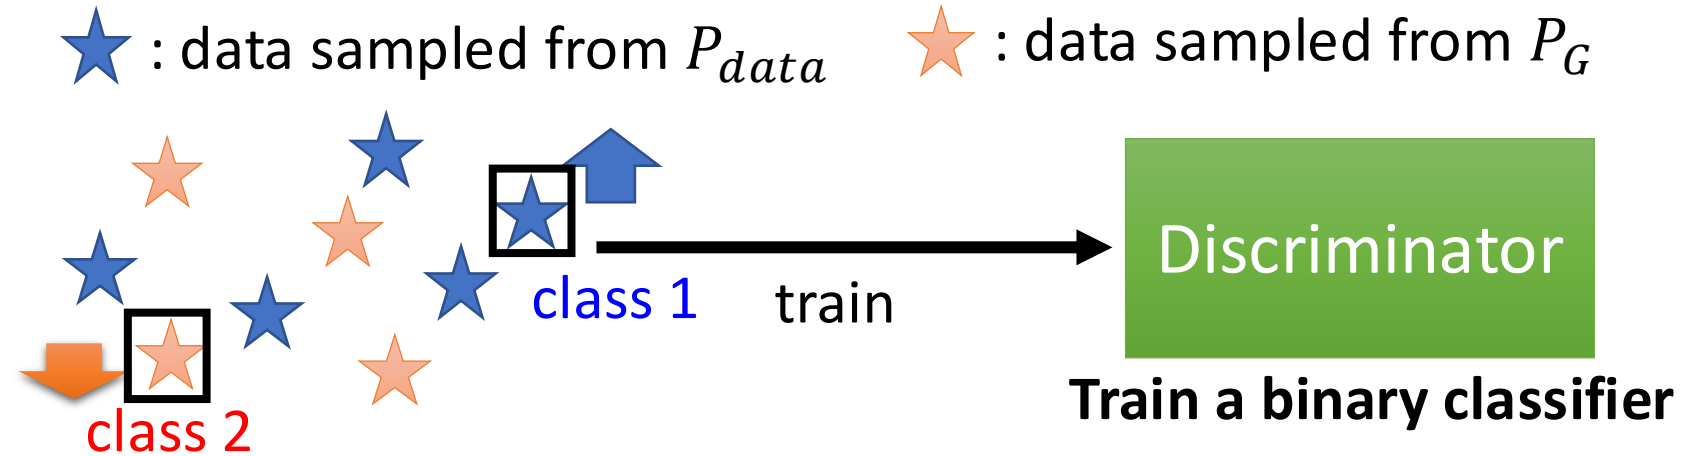 : data sampled from P_data
: data sampled from P_G
class 1
train
Discriminator
class 2
Train a binary classifier